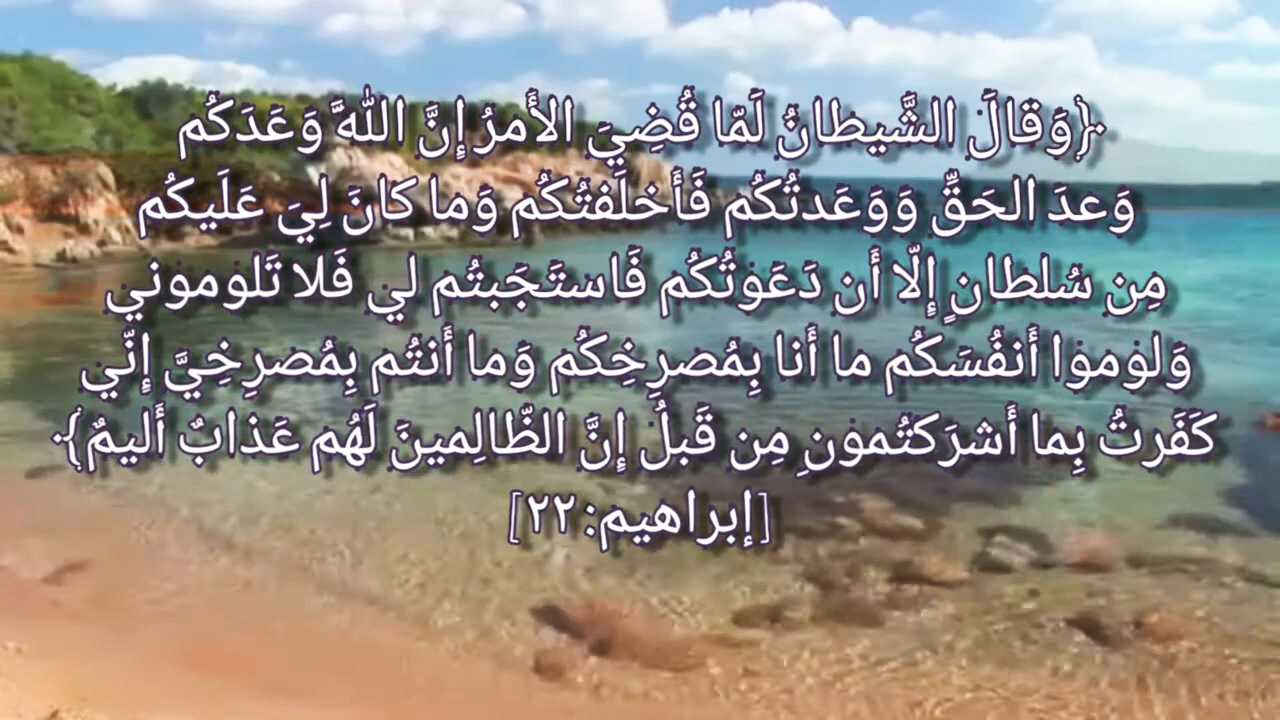 ﴿وَقالَ الشَّيطانُ لَمّا قُضِيَ الأَمرُ إِنَّ اللَّهَ وَعَدَكُم
وَعدَ الحَقِّ وَوَعَدتُكُم فَأَخلَفتُكُم وَما كانَ لِيَ عَلَيكُم
مِن سُلطانٍ إِلّا أَن دَعَوتُكُم فَاستَجَبتُم لي فَلا تَلوموني
وَلوموا أَنفُسَكُم ما أَنا بِمُصرِخِكُم وَما أَنتُم بِمُصرِخِيَّ إِنّي
كَفَرتُ بِما أَشرَكتُمونِ مِن قَبلُ إِنَّ الظّالِمينَ لَهُم عَذابٌ أَليمٌ﴾
[إبراهيم: ٢٢]